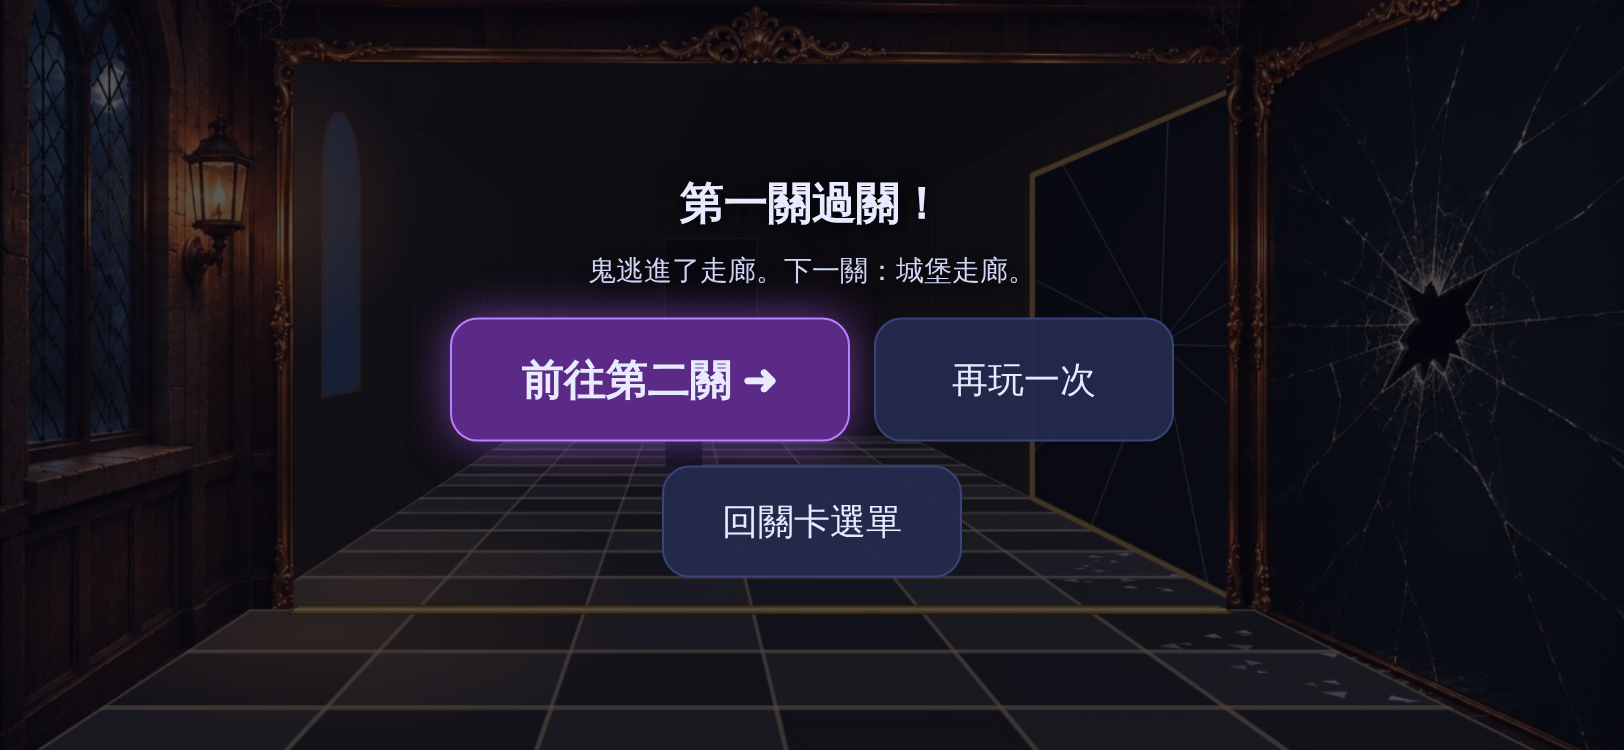 第一關過關！
鬼逃進了走廊。下一關：城堡走廊。
前往第二關 ➜
再玩一次
回關卡選單